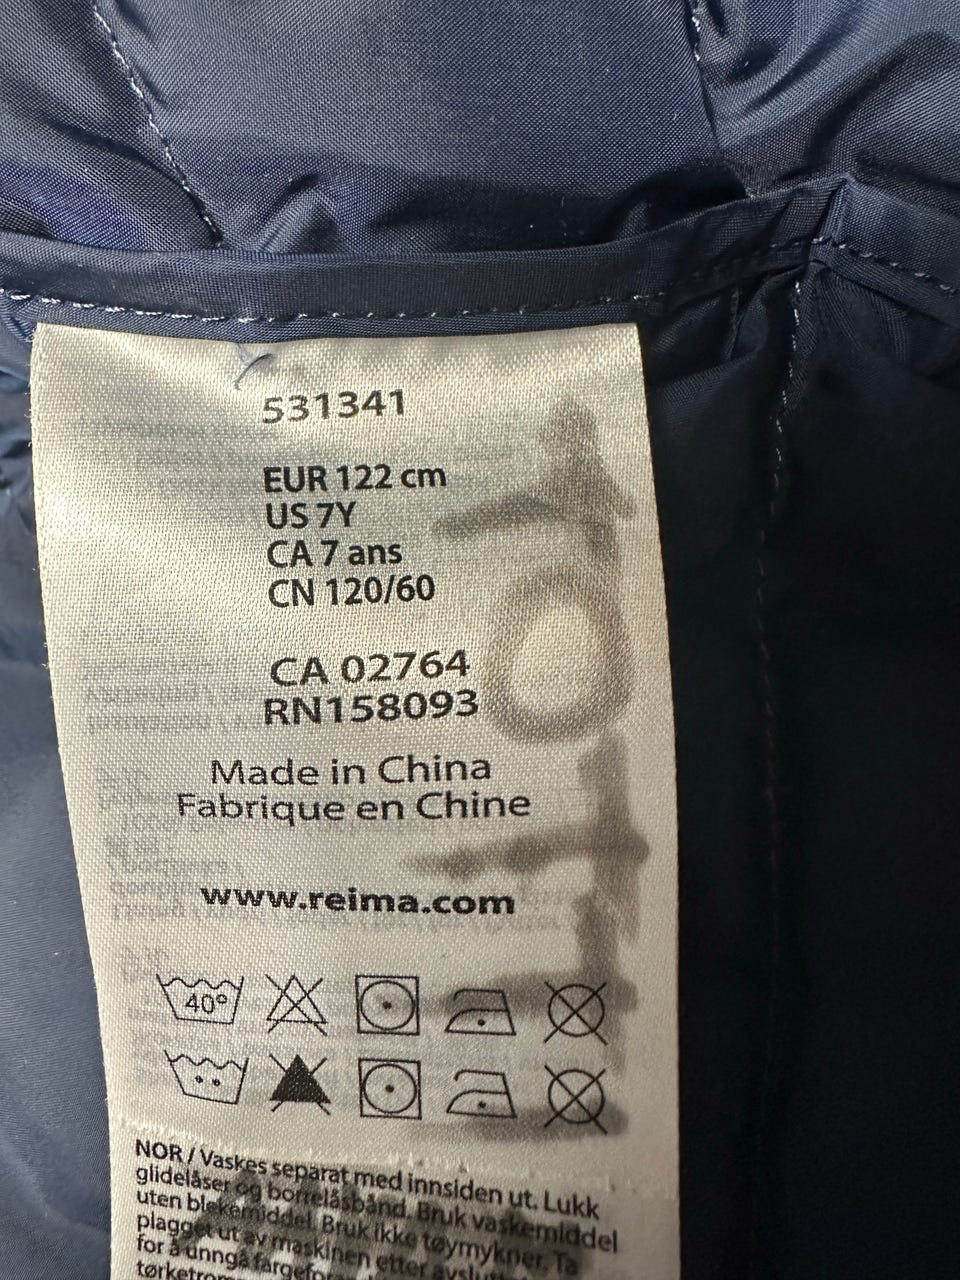 531341
EUR 122 cm
US 7Y
CA 7 ans
CN 120/60
CA 02764
RN158093
Made in China
Fabrique en Chine
www.reima.com
40°
NOR / Vaskes separat med innsiden ut. Lukk
glidelåser og borrelåsbånd. Bruk vaskemiddel
uten blekemiddel. Bruk ikke tøymykner. Ta
plagget ut av maskinen etter
for å unngå